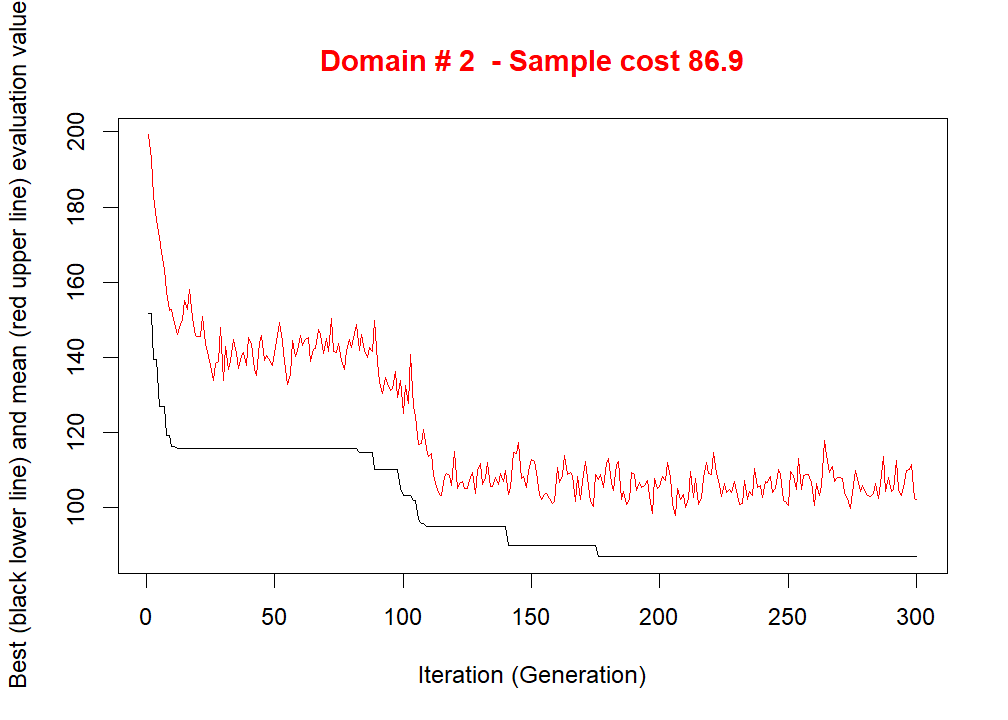 Domain # 2  - Sample cost 86.9
Best (black lower line) and mean (red upper line) evaluation value
200
180
160
140
120
100
0 50 100 150 200 250 300
Iteration (Generation)